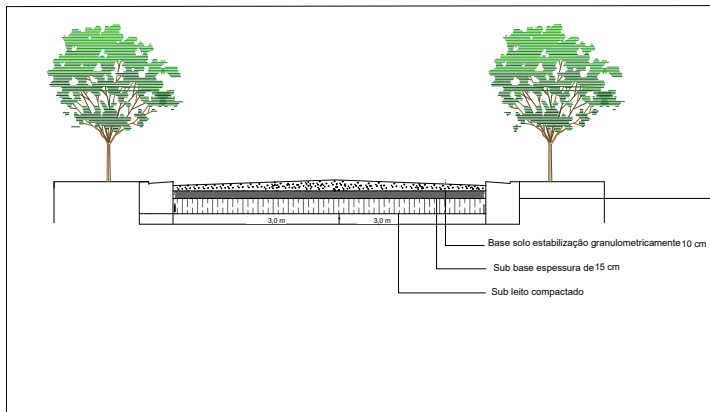 3,0 m 3,0 m
Base solo estabilização granulometricamente 10 cm
Sub base espessura de 15 cm
Sub leito compactado